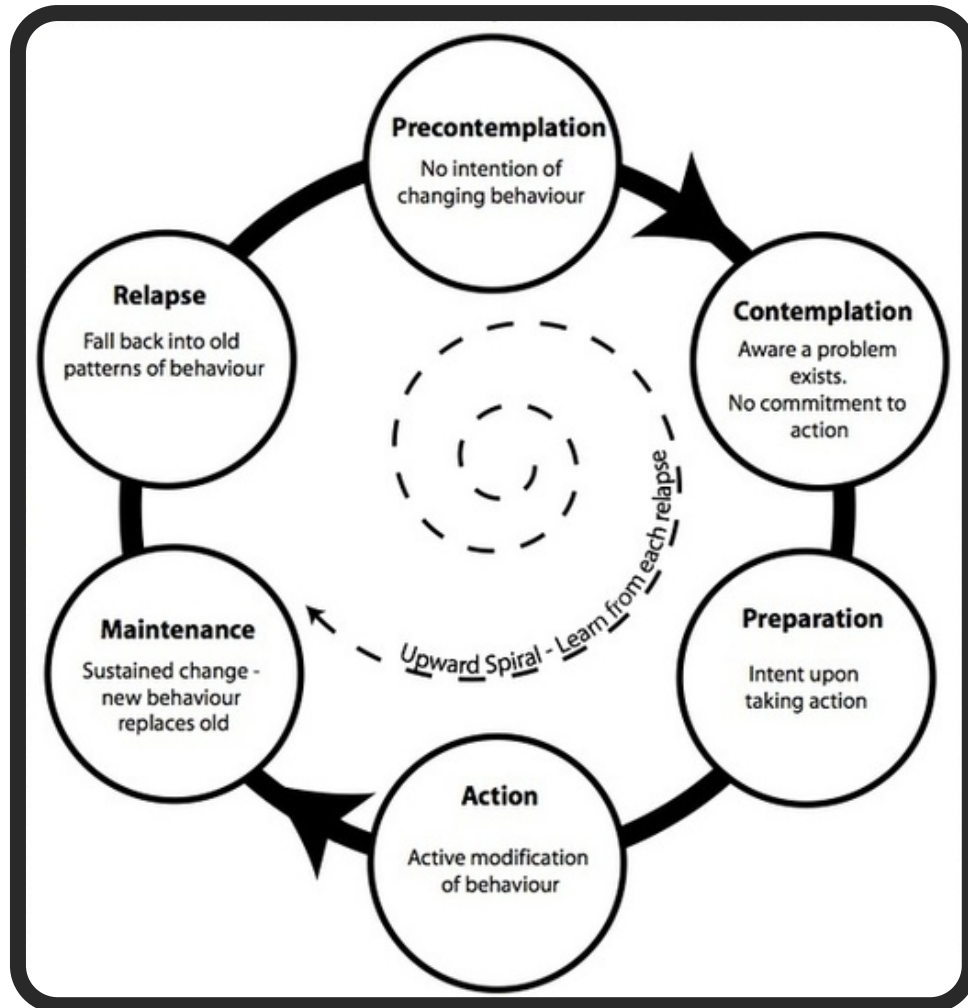 Precontemplation
No intention of
changing behaviour
Contemplation
Aware a problem
exists.
No commitment to
action
Preparation
Intent upon
taking action
Action
Active modification
of behaviour
Maintenance
Sustained change -
new behaviour
replaces old
Relapse
Fall back into old
patterns of behaviour
Upward Spiral - Learn from each relapse